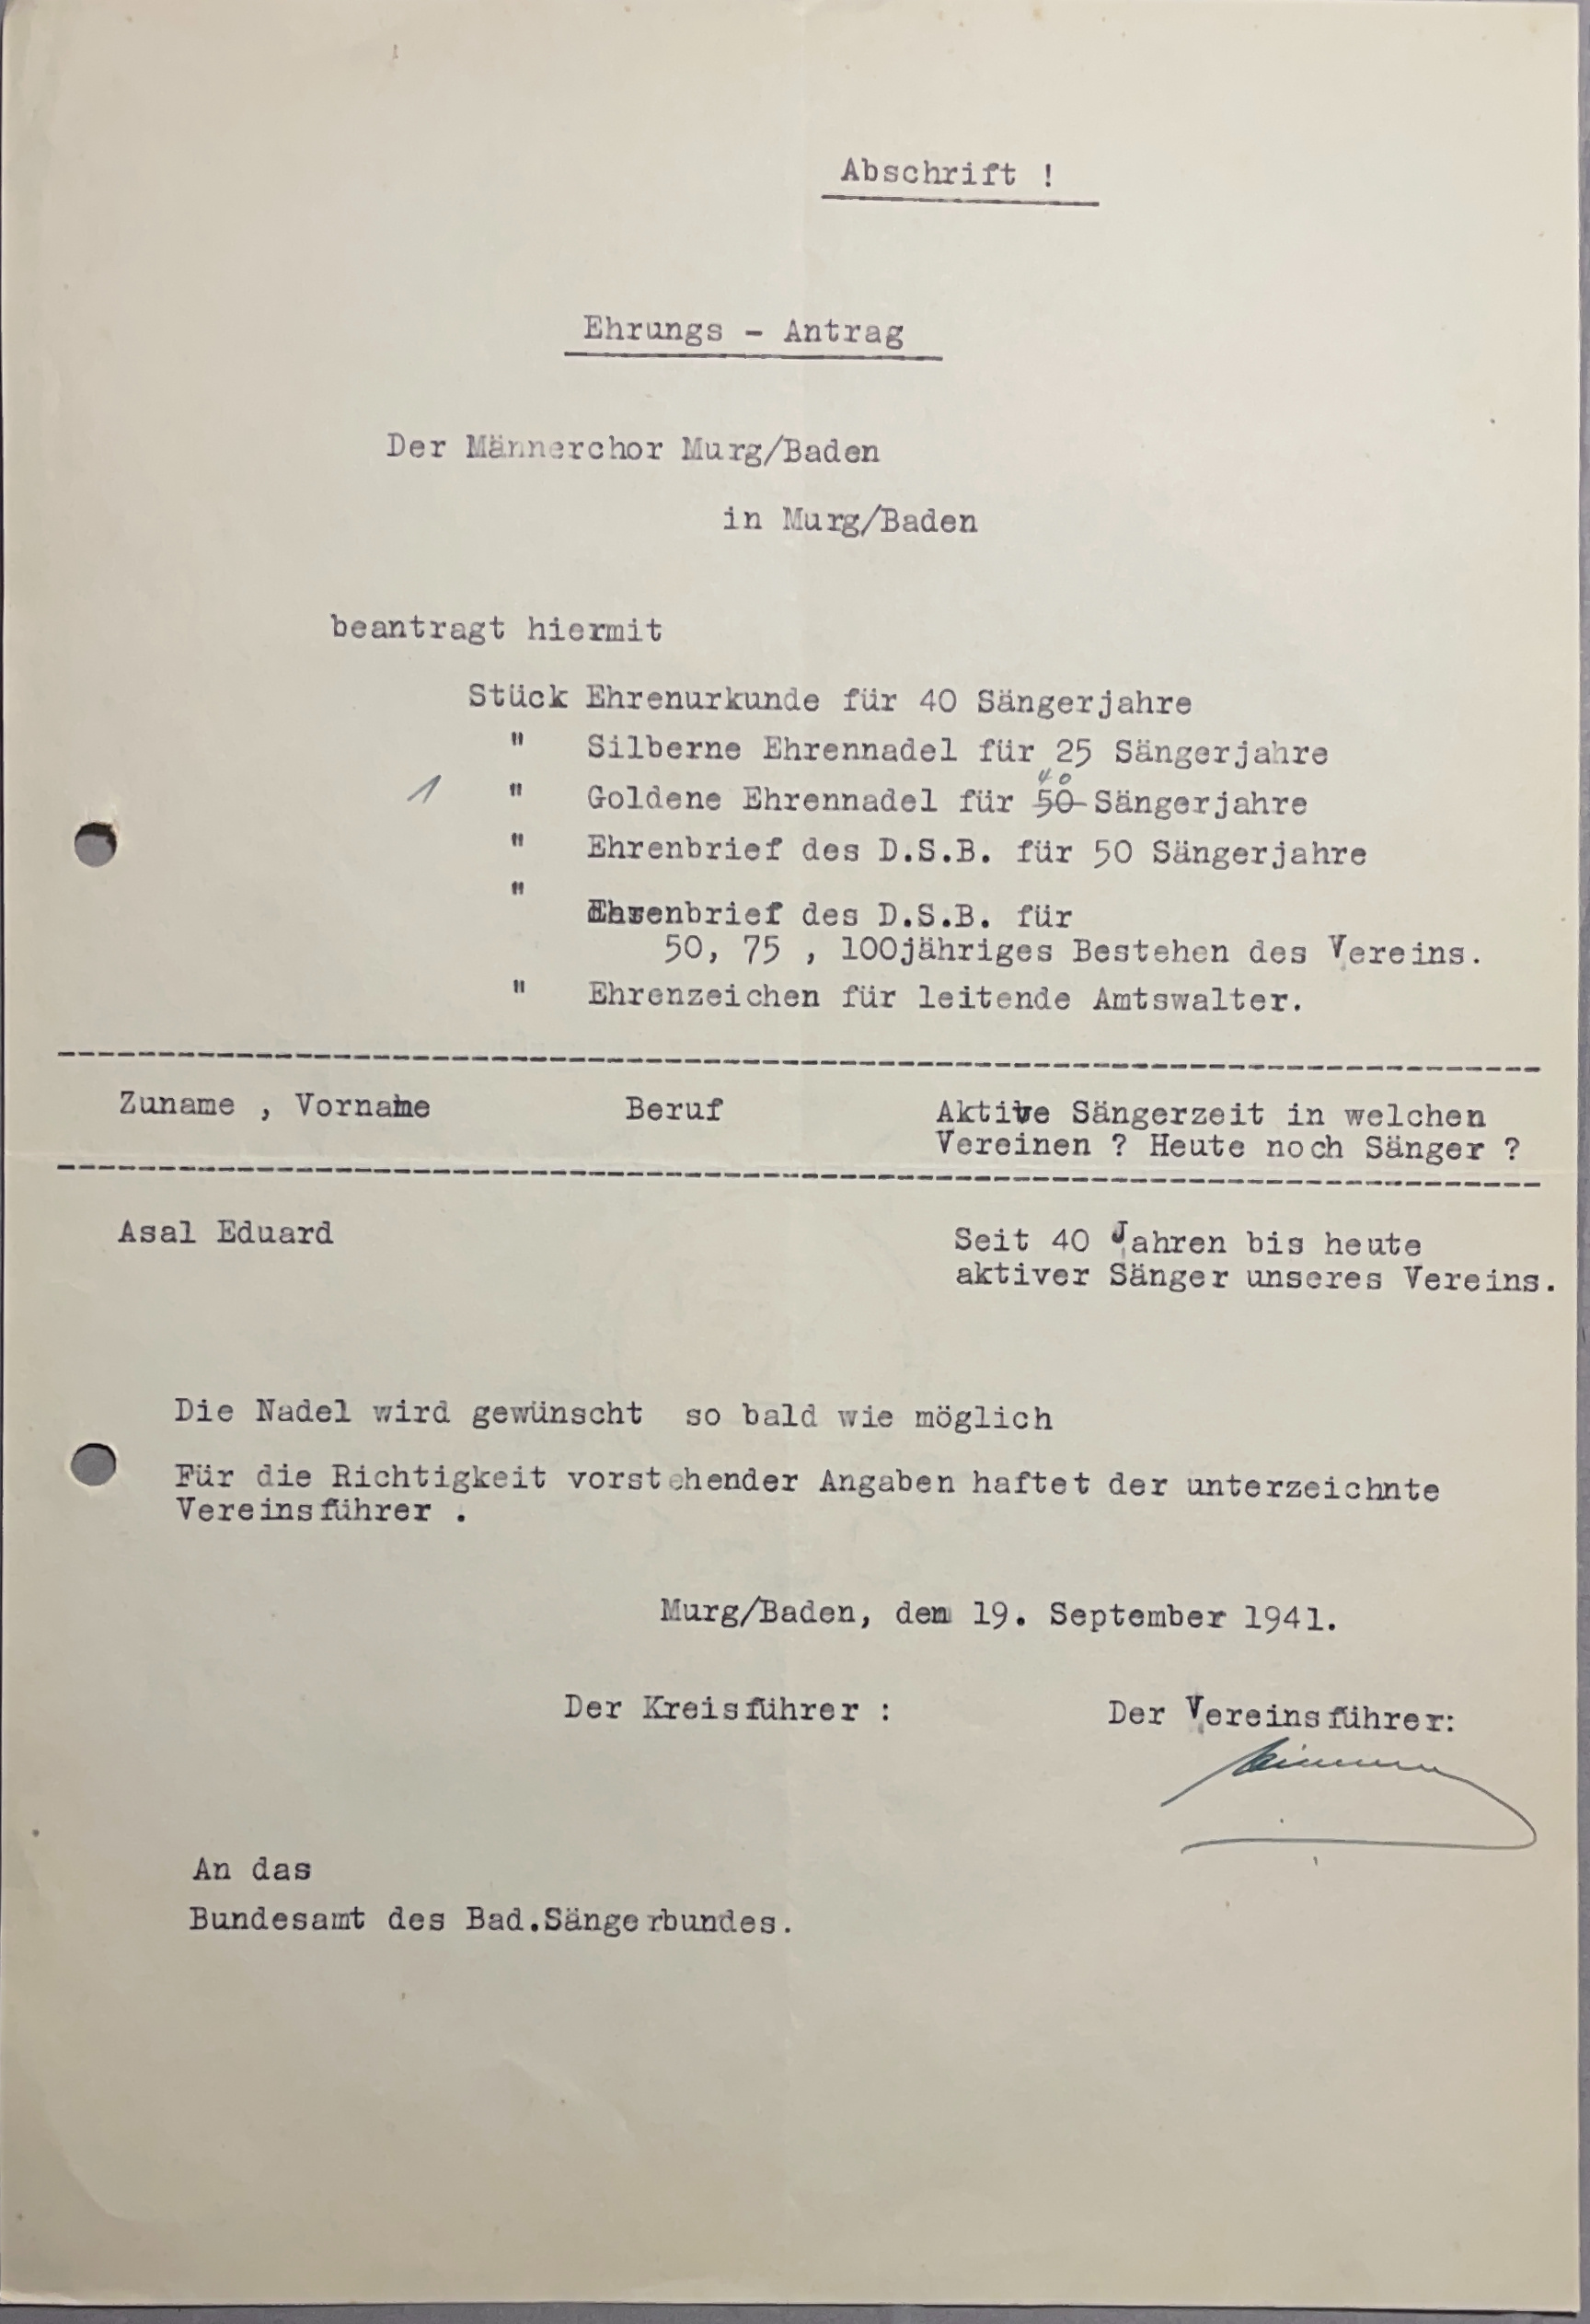 Abschrift !
Ehrungs - Antrag
Der Männerchor Murg/Baden
in Murg/Baden
beantragt hiermit
Stück Ehrenurkunde für 40 Sängerjahre
" Silberne Ehrennadel für 25 Sängerjahre
40
1 " Goldene Ehrennadel für 50 Sängerjahre
" Ehrenbrief des D.S.B. für 50 Sängerjahre
"
Ehrenbrief des D.S.B. für
50, 75 , 100jähriges Bestehen des Vereins.
" Ehrenzeichen für leitende Amtswalter.
Zuname , Vorname Beruf Aktive Sängerzeit in welchen
Vereinen ? Heute noch Sänger ?
Asal Eduard Seit 40 Jahren bis heute
aktiver Sänger unseres Vereins.
Die Nadel wird gewünscht so bald wie möglich
Für die Richtigkeit vorstehender Angaben haftet der unterzeichnte
Vereinsführer .
Murg/Baden, den 19. September 1941.
Der Kreisführer : Der Vereinsführer:
An das
Bundesamt des Bad.Sängerbundes.